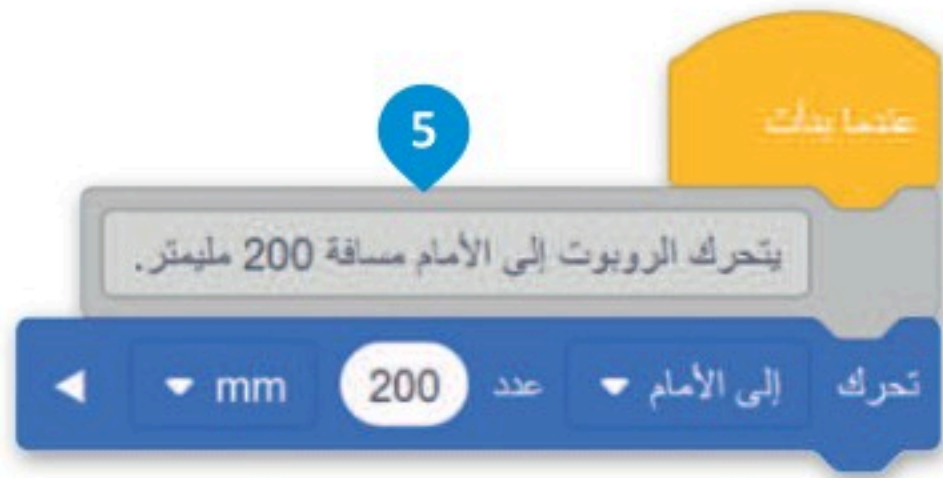 عندما بدأت
5
يتحرك الروبوت إلى الأمام مسافة 200 مليمتر.
تحرك إلى الأمام عدد 200 mm